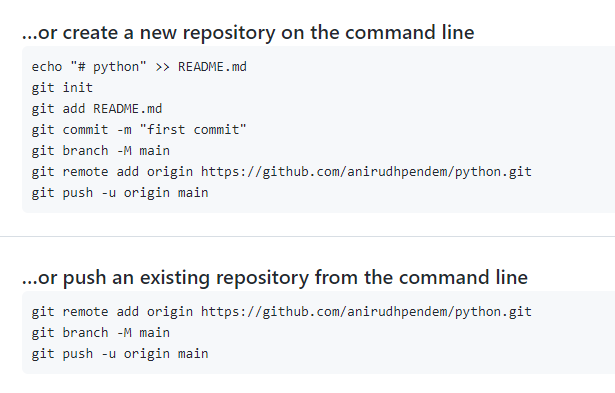 ...or create a new repository on the command line
echo "# python" >> README.md
git init
git add README.md
git commit -m "first commit"
git branch -M main
git remote add origin https://github.com/anirudhpendem/python.git
git push -u origin main
...or push an existing repository from the command line
git remote add origin https://github.com/anirudhpendem/python.git
git branch -M main
git push -u origin main